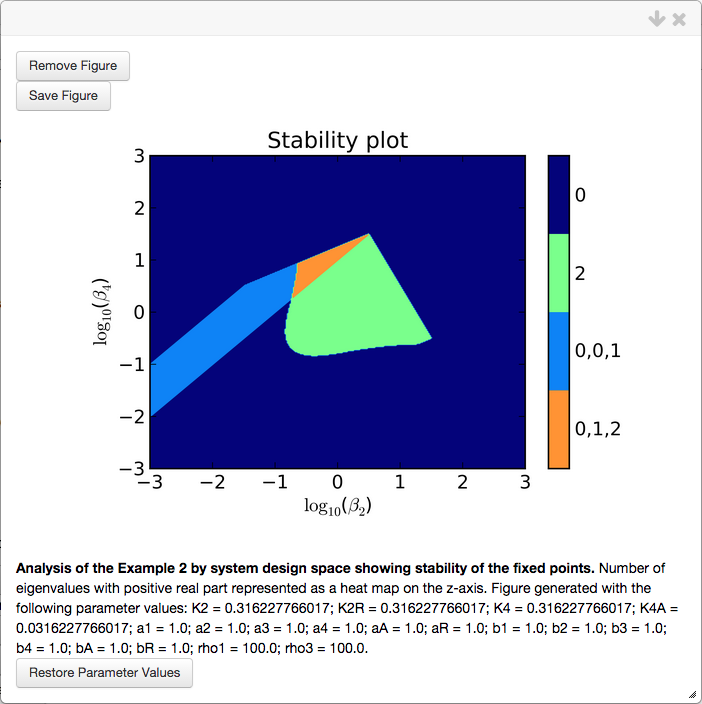 Remove Figure
Save Figure
Stability plot
3
2
1
0
−1
−2
−3
log10(β4)
−3 −2 −1 0 1 2 3
log10(β2)
0
2
0,0,1
0,1,2
Analysis of the Example 2 by system design space showing stability of the fixed points. Number of
eigenvalues with positive real part represented as a heat map on the z-axis. Figure generated with the
following parameter values: K2 = 0.316227766017; K2R = 0.316227766017; K4 = 0.316227766017; K4A =
0.0316227766017; a1 = 1.0; a2 = 1.0; a3 = 1.0; a4 = 1.0; aA = 1.0; aR = 1.0; b1 = 1.0; b2 = 1.0; b3 = 1.0;
b4 = 1.0; bA = 1.0; bR = 1.0; rho1 = 100.0; rho3 = 100.0.
Restore Parameter Values